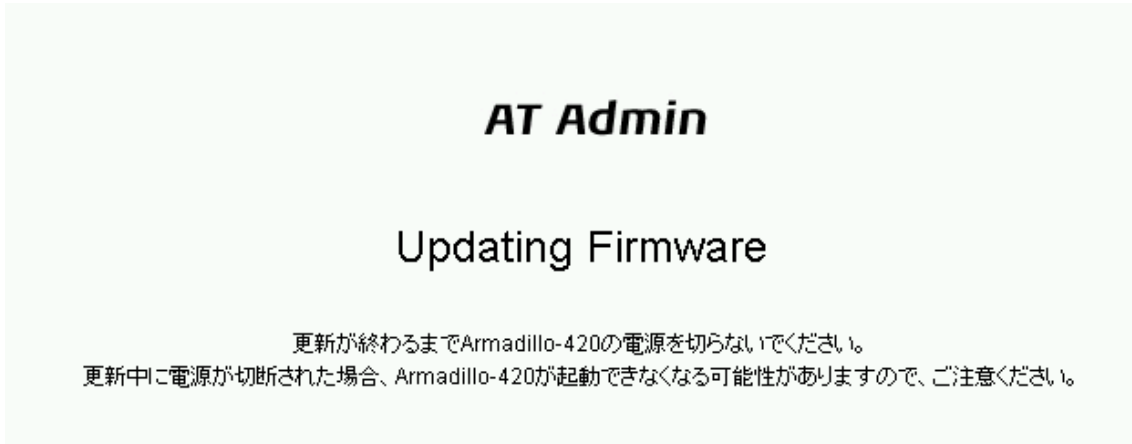 AT Admin
Updating Firmware
更新が終わるまでArmadillo-420の電源を切らないでください。
更新中に電源が切断された場合、Armadillo-420が起動できなくなる可能性がありますので、ご注意ください。